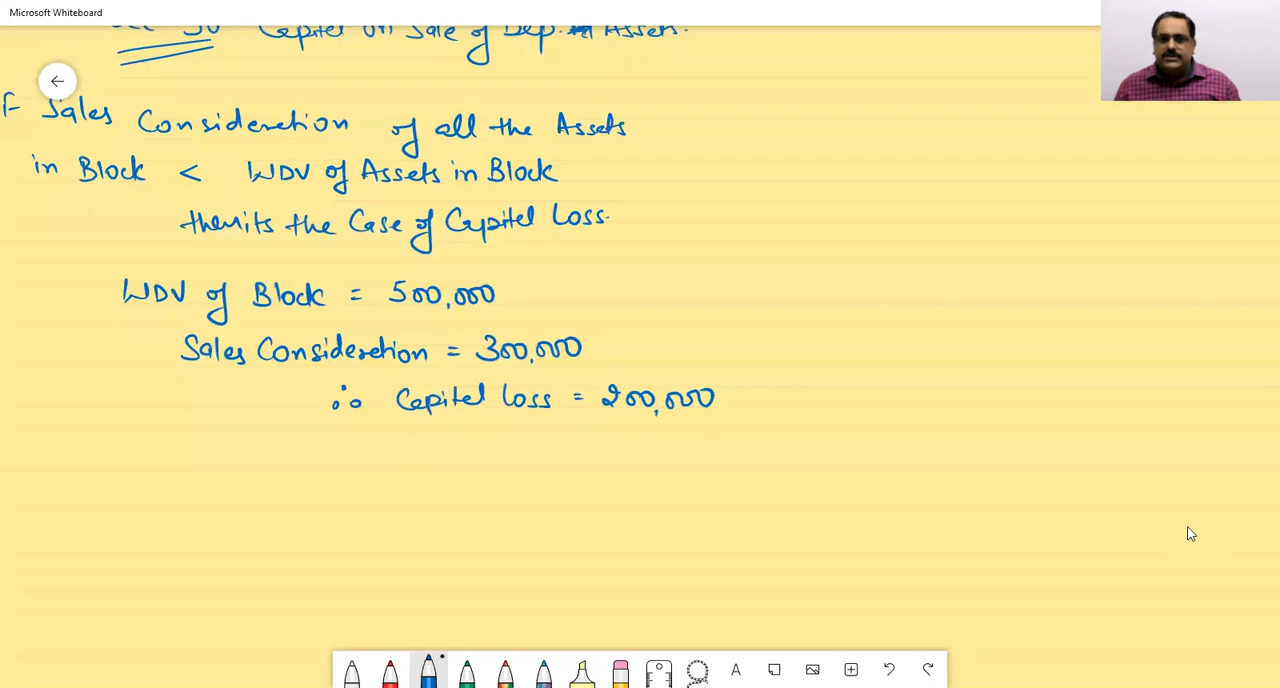 Microsoft Whiteboard
50 Capital on Sale of Dep. Assets.
F Sales Consideration of all the Assets
in Block < WDV of Assets in Block
then its the Case of Capital Loss.
WDV of Block = 500,000
Sales Consideration = 300,000
∴ Capital loss = 200,000
A